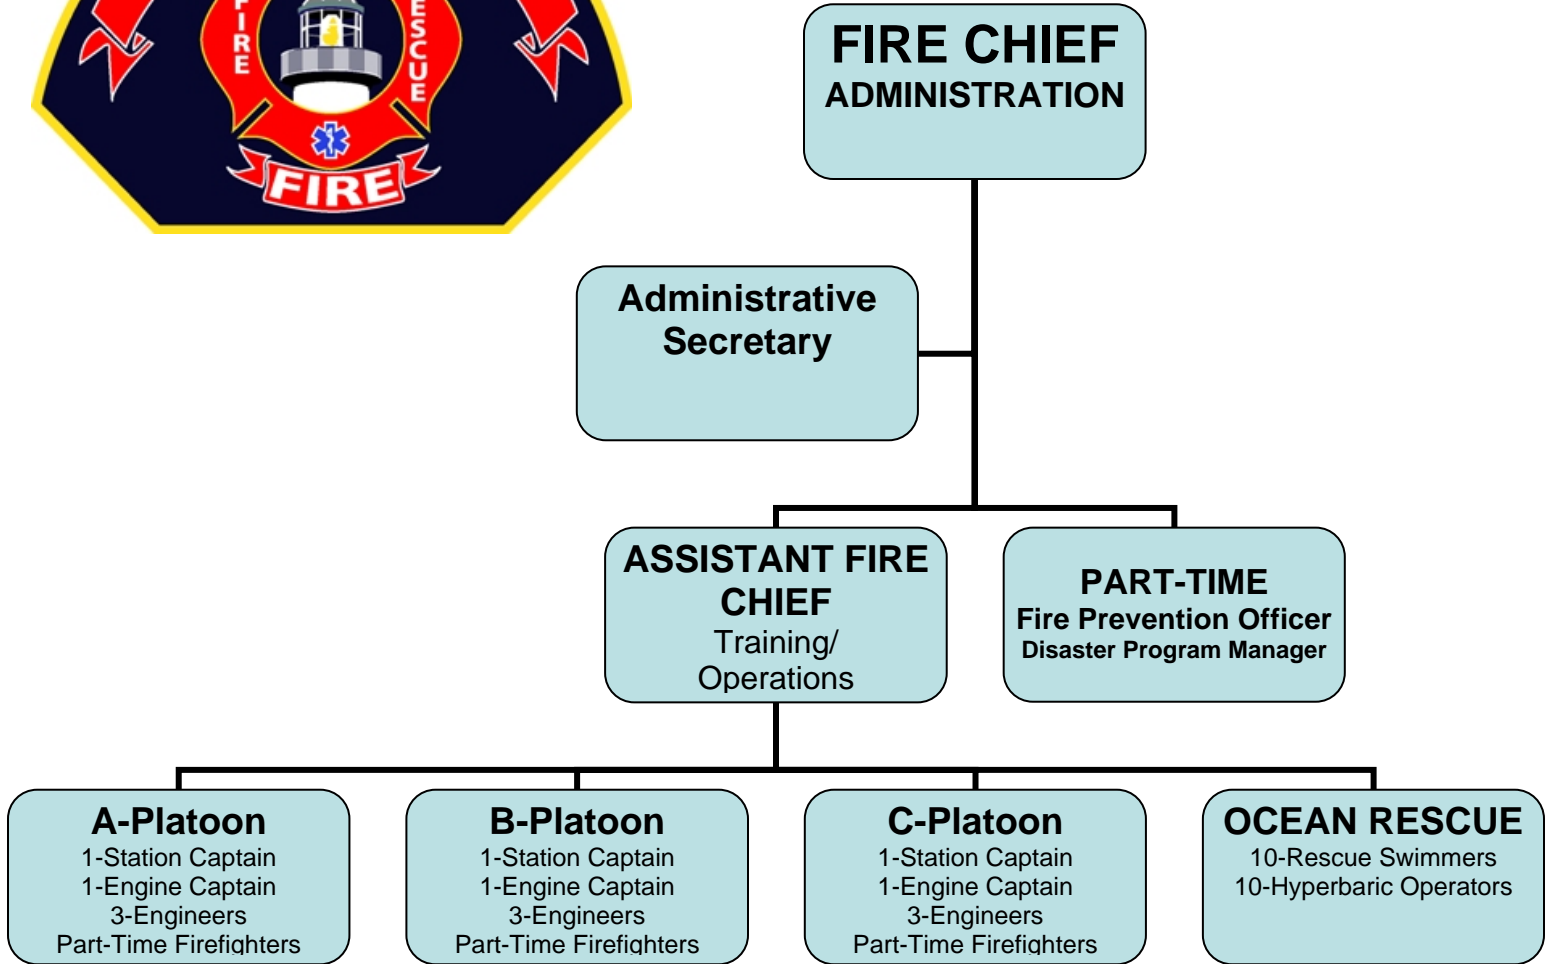 FIRE
RESCUE
FIRE
FIRE CHIEF
ADMINISTRATION
Administrative
Secretary
ASSISTANT FIRE
CHIEF
Training/
Operations
PART-TIME
Fire Prevention Officer
Disaster Program Manager
A-Platoon
1-Station Captain
1-Engine Captain
3-Engineers
Part-Time Firefighters
B-Platoon
1-Station Captain
1-Engine Captain
3-Engineers
Part-Time Firefighters
C-Platoon
1-Station Captain
1-Engine Captain
3-Engineers
Part-Time Firefighters
OCEAN RESCUE
10-Rescue Swimmers
10-Hyperbaric Operators